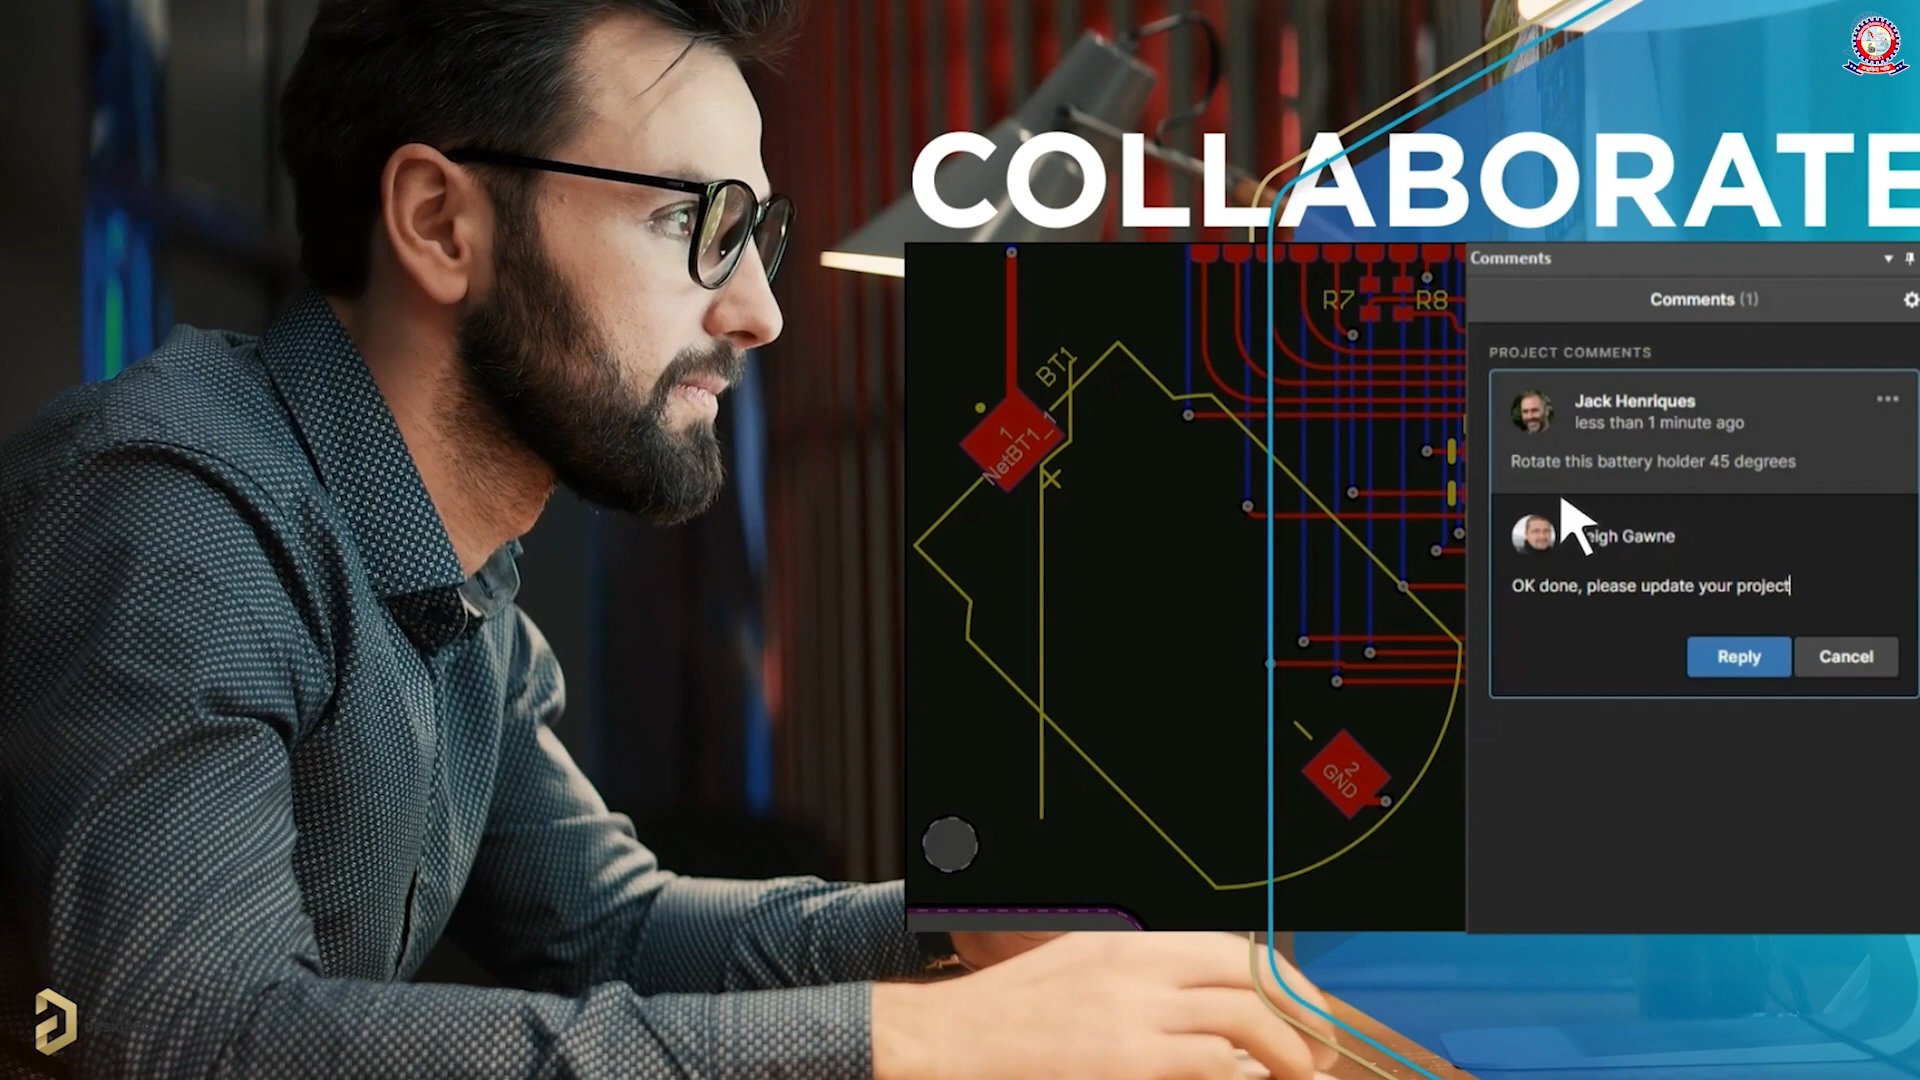 COLLABORATE
Comments
Comments (1)
PROJECT COMMENTS
Jack Henriques
less than 1 minute ago
Rotate this battery holder 45 degrees
Gawne
OK done, please update your project
Reply Cancel
R7 R8
BT1
1
NetBT1_1
2
GND